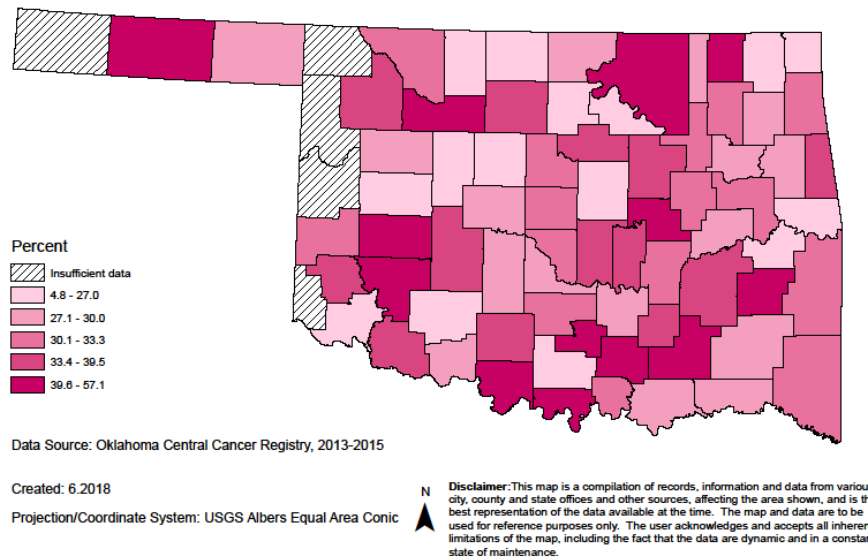 Percent
Insufficient data
4.8 - 27.0
27.1 - 30.0
30.1 - 33.3
33.4 - 39.5
39.6 - 57.1
Data Source: Oklahoma Central Cancer Registry, 2013-2015
Created: 6.2018
Projection/Coordinate System: USGS Albers Equal Area Conic
N
Disclaimer:This map is a compilation of records, information and data from variou
city, county and state offices and other sources, affecting the area shown, and is th
best representation of the data available at the time. The map and data are to be
used for reference purposes only. The user acknowledges and accepts all inheren
limitations of the map, including the fact that the data are dynamic and in a constan
state of maintenance.